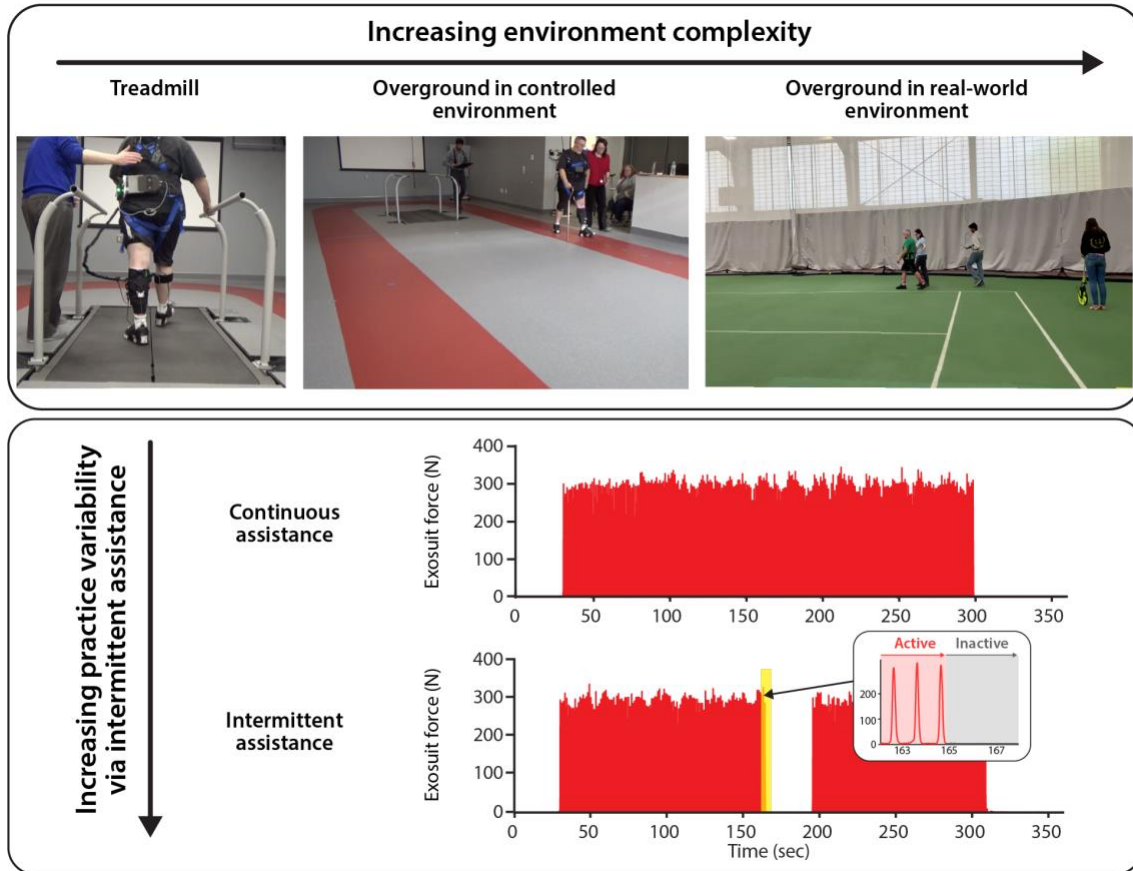 Increasing environment complexity
Treadmill
Overground in controlled
environment
Overground in real-world
environment
Increasing practice variability
via intermittent assistance
Continuous
assistance
Exosuit force (N)
400
300
200
100
0
0 50 100 150 200 250 300 350
Intermittent
assistance
Exosuit force (N)
400
300
200
100
0
0 50 100 150 200 250 300 350
Time (sec)
Active Inactive
200
100
0
163 165 167